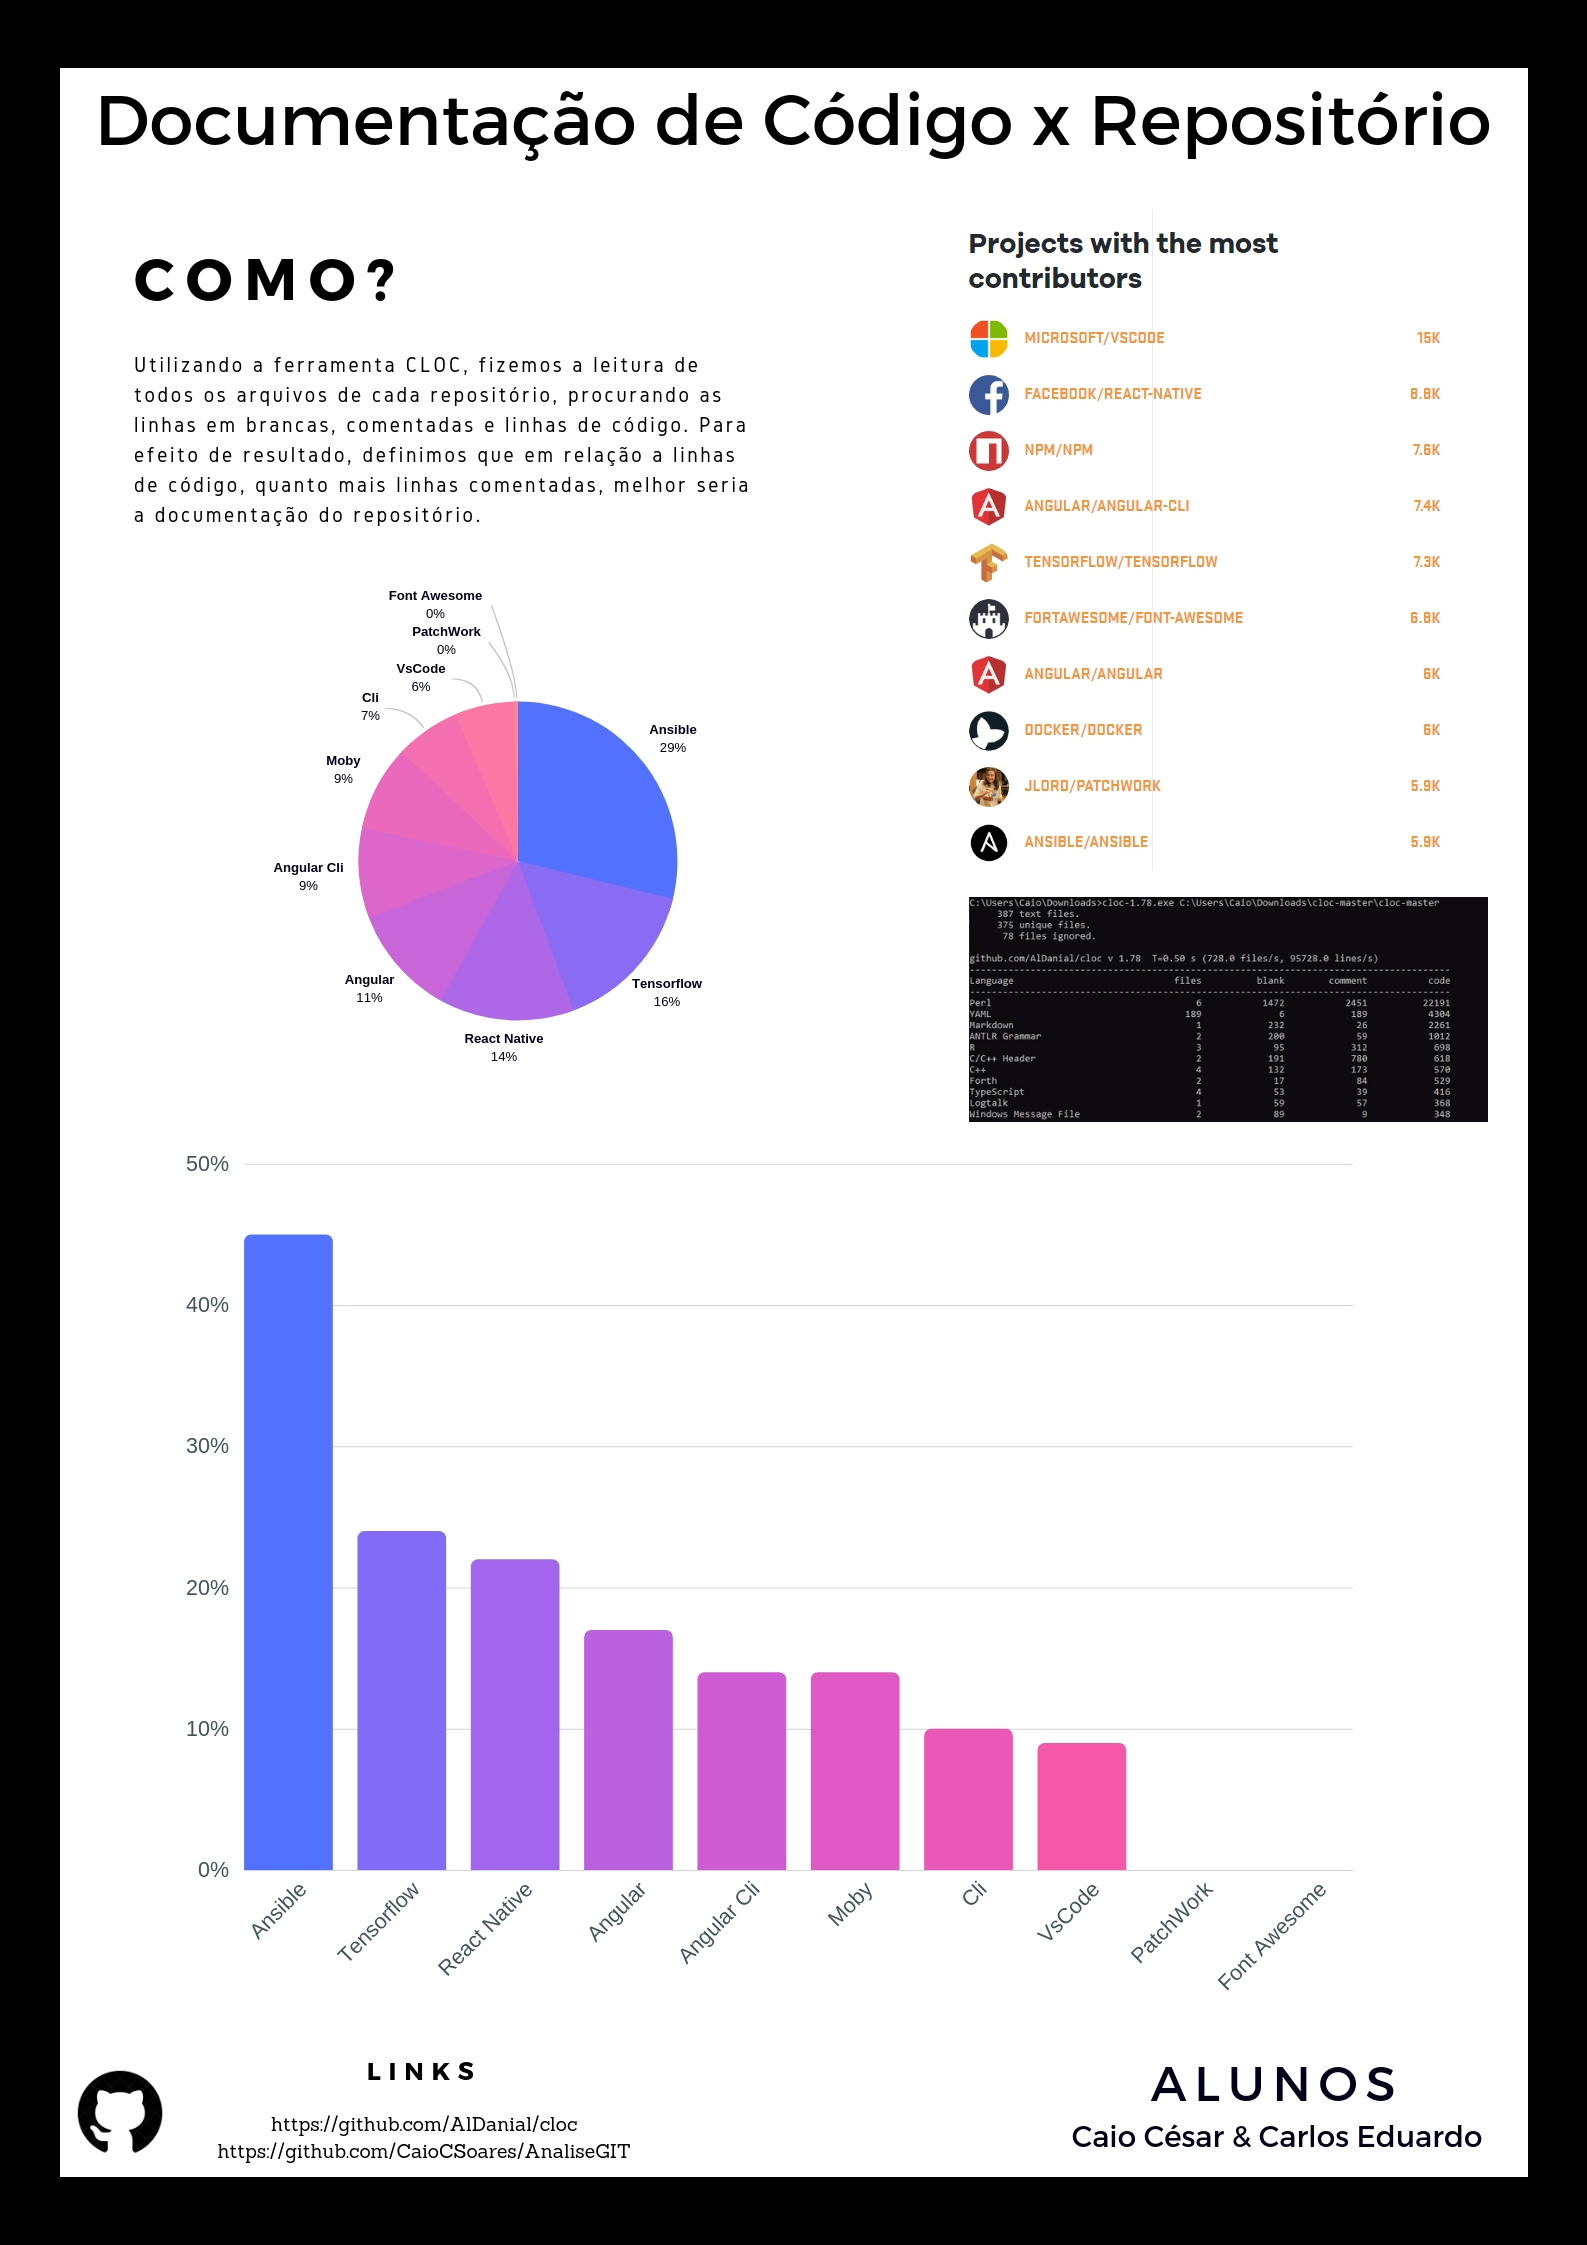 Documentação de Código x Repositório
COMO?
Utilizando a ferramenta CLOC, fizemos a leitura de
todos os arquivos de cada repositório, procurando as
linhas em brancas, comentadas e linhas de código. Para
efeito de resultado, definimos que em relação a linhas
de código, quanto mais linhas comentadas, melhor seria
a documentação do repositório.
Font Awesome
0%
PatchWork
0%
VsCode
6%
Cli
7%
Moby
9%
Angular Cli
9%
Angular
11%
React Native
14%
Tensorflow
16%
Ansible
29%
Projects with the most
contributors
MICROSOFT/VSCODE 15K
FACEBOOK/REACT-NATIVE 8.8K
NPM/NPM 7.6K
ANGULAR/ANGULAR-CLI 7.4K
TENSORFLOW/TENSORFLOW 7.3K
FORTAWESOME/FONT-AWESOME 6.8K
ANGULAR/ANGULAR 6K
DOCKER/DOCKER 6K
JLORD/PATCHWORK 5.9K
ANSIBLE/ANSIBLE 5.9K
C:\Users\Caio\Downloads>cloc-1.78.exe C:\Users\Caio\Downloads\cloc-master\cloc-master
387 text files.
375 unique files.
78 files ignored.
github.com/AlDanial/cloc v 1.78 T=0.50 s (728.0 files/s, 95728.0 lines/s)
Language files blank comment code
Perl 6 1472 2451 22191
YAML 189 6 189 4304
Markdown 1 232 26 2261
ANTLR Grammar 2 200 59 1012
R 3 95 312 698
C/C++ Header 2 191 780 618
C++ 4 132 173 570
Forth 2 17 84 529
TypeScript 4 53 39 416
Logtalk 1 59 57 368
Windows Message File 2 89 9 348
50%
40%
30%
20%
10%
0%
Ansible
Tensorflow
React Native
Angular
Angular Cli
Moby
Cli
VsCode
PatchWork
Font Awesome
LINKS
https://github.com/AlDanial/cloc
https://github.com/CaioCSoares/AnaliseGIT
ALUNOS
Caio César & Carlos Eduardo